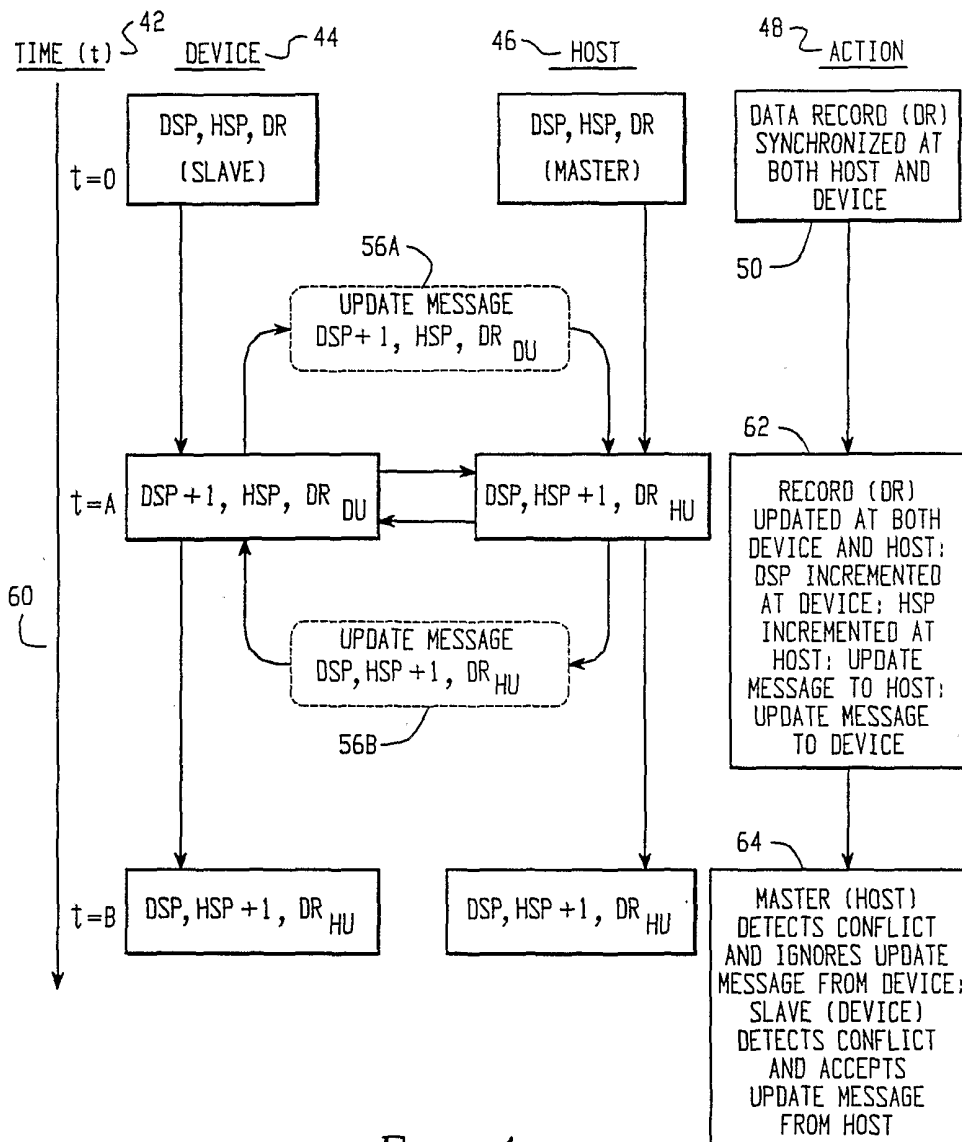 42
44
46
48
TIME (t)
DEVICE
HOST
ACTION
DSP, HSP, DR
(SLAVE)
DSP, HSP, DR
(MASTER)
DATA RECORD (DR)
SYNCHRONIZED AT
BOTH HOST AND
DEVICE
t=0
50
56A
UPDATE MESSAGE
DSP+1, HSP, DR DU
62
t=A
DSP+1, HSP, DR DU
DSP,HSP+1, DR HU
RECORD (DR)
UPDATED AT BOTH
DEVICE AND HOST;
DSP INCREMENTED
AT DEVICE; HSP
INCREMENTED AT
HOST; UPDATE
MESSAGE TO HOST;
UPDATE MESSAGE
TO DEVICE
60
UPDATE MESSAGE
DSP,HSP+1, DR HU
56B
64
t=B
DSP,HSP+1, DR HU
DSP,HSP+1, DR HU
MASTER (HOST)
DETECTS CONFLICT
AND IGNORES UPDATE
MESSAGE FROM DEVICE;
SLAVE (DEVICE)
DETECTS CONFLICT
AND ACCEPTS
UPDATE MESSAGE
FROM HOST